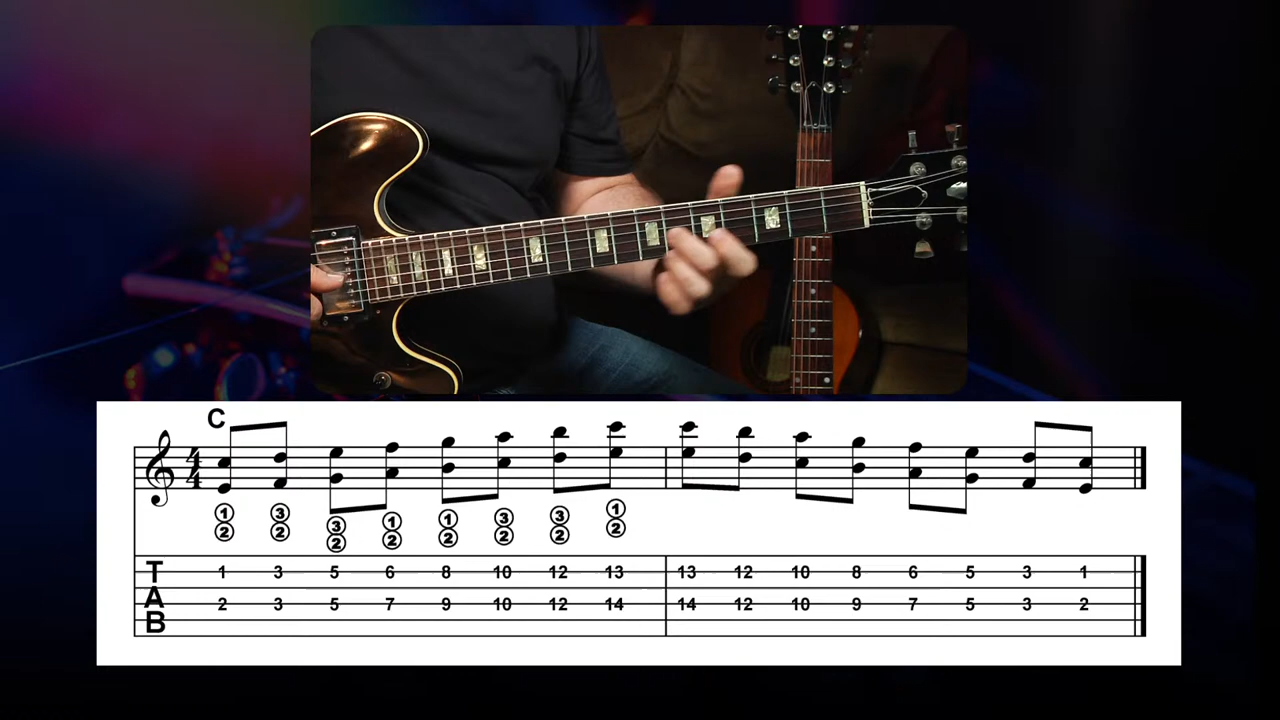 C
4
4
1 3 3 1 1 3 3 1
2 2 2 2 2 2 2 2
T 1 3 5 6 8 10 12 13 13 12 10 8 6 5 3 1
A 2 3 5 7 9 10 12 14 14 12 10 9 7 5 3 2
B